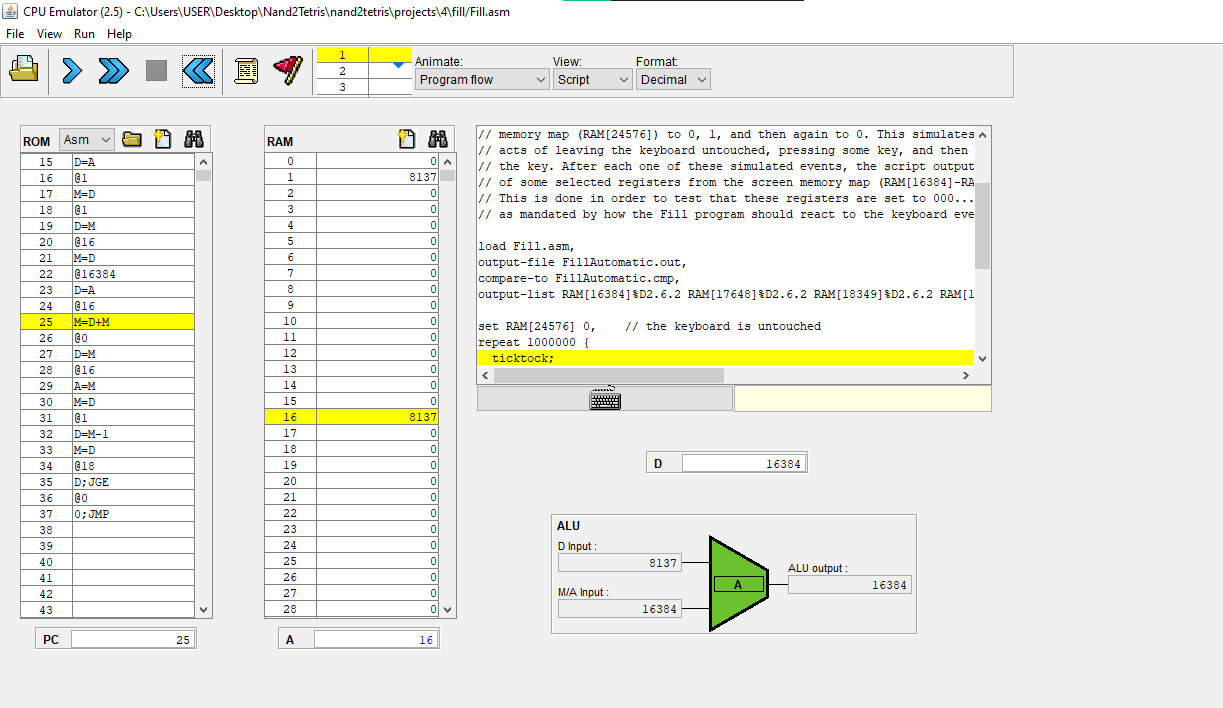 CPU Emulator (2.5) - C:\Users\USER\Desktop\Nand2Tetris\nand2tetris\projects\4\fill/Fill.asm
File View Run Help
1
2
3
Animate:
Program flow
View:
Script
Format:
Decimal
ROM Asm
15 D=A
16 @1
17 M=D
18 @1
19 D=M
20 @16
21 M=D
22 @16384
23 D=A
24 @16
25 M=D+M
26 @0
27 D=M
28 @16
29 A=M
30 M=D
31 @1
32 D=M-1
33 M=D
34 @18
35 D;JGE
36 @0
37 0;JMP
38
39
40
41
42
43
PC 25
RAM
0 0
1 8137
2 0
3 0
4 0
5 0
6 0
7 0
8 0
9 0
10 0
11 0
12 0
13 0
14 0
15 0
16 8137
17 0
18 0
19 0
20 0
21 0
22 0
23 0
24 0
25 0
26 0
27 0
28 0
A 16
// memory map (RAM[24576]) to 0, 1, and then again to 0. This simulates
// acts of leaving the keyboard untouched, pressing some key, and then
// the key. After each one of these simulated events, the script output
// of some selected registers from the screen memory map (RAM[16384]-RA
// This is done in order to test that these registers are set to 000...
// as mandated by how the Fill program should react to the keyboard eve
load Fill.asm,
output-file FillAutomatic.out,
compare-to FillAutomatic.cmp,
output-list RAM[16384]%D2.6.2 RAM[17648]%D2.6.2 RAM[18349]%D2.6.2 RAM[1
set RAM[24576] 0, // the keyboard is untouched
repeat 1000000 {
ticktock;
D 16384
ALU
D Input :
8137
M/A Input :
16384
A
ALU output :
16384